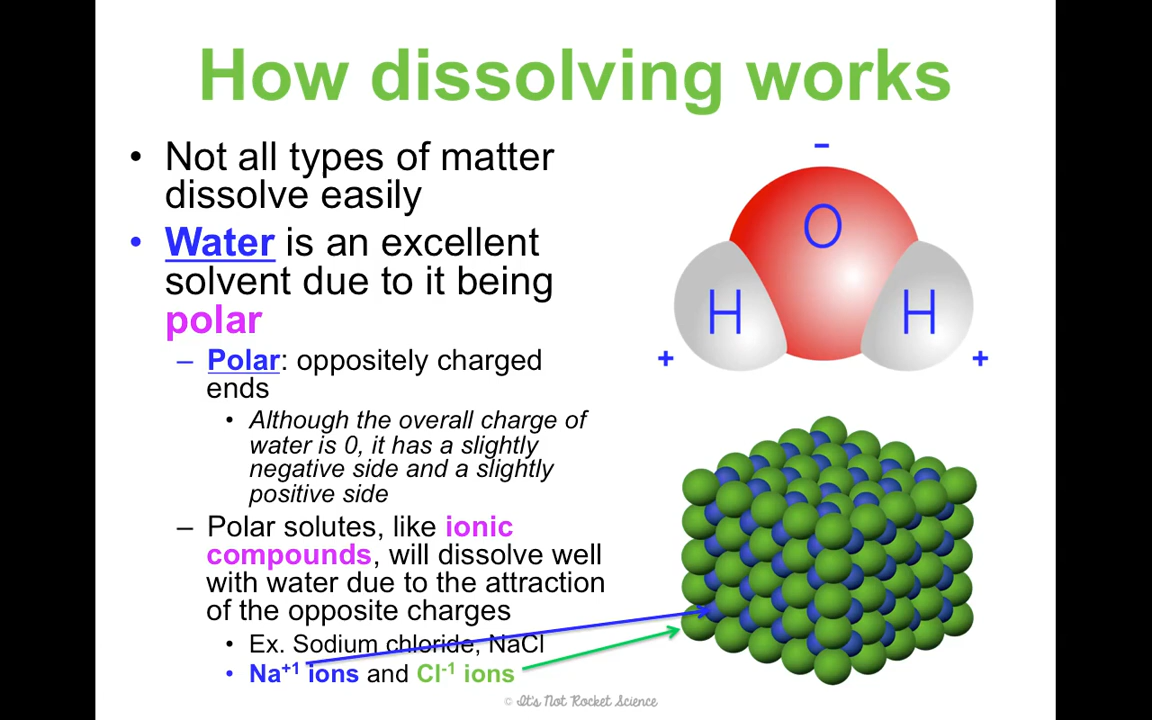 How dissolving works
• Not all types of matter
dissolve easily
• Water is an excellent
solvent due to it being
polar
– Polar: oppositely charged
ends
• Although the overall charge of
water is 0, it has a slightly
negative side and a slightly
positive side
– Polar solutes, like ionic
compounds, will dissolve well
with water due to the attraction
of the opposite charges
• Ex. Sodium chloride, NaCl
• Na+1 ions and Cl-1 ions
–
O
H H
+ +
© It's Not Rocket Science